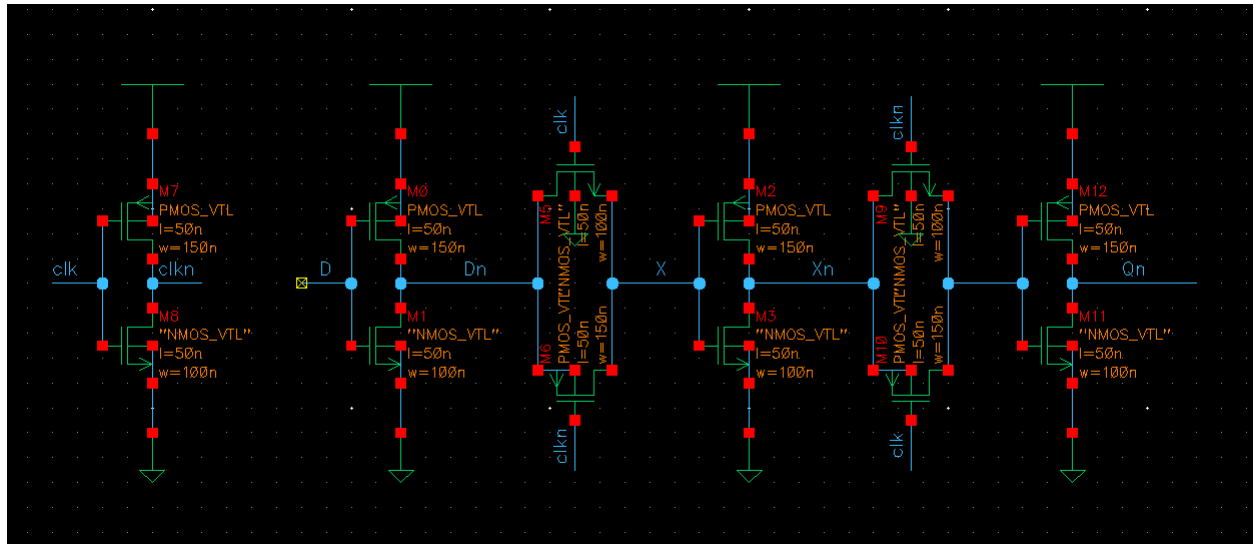 clk
clkn
M7
PMOS_VTL
l=50n
w=150n
clk
clkn
M8
"NMOS_VTL"
l=50n
w=100n
M0
PMOS_VTL
l=50n
w=150n
D
Dn
M1
"NMOS_VTL"
l=50n
w=100n
M5
"NMOS_VTL"
l=50n
w=100n
X
M6
PMOS_VTL
l=50n
w=150n
clkn
M2
PMOS_VTL
l=50n
w=150n
Xn
M3
"NMOS_VTL"
l=50n
w=100n
M9
"NMOS_VTL"
l=50n
w=100n
M10
PMOS_VTL
l=50n
w=150n
clk
M12
PMOS_VTL
l=50n
w=150n
Qn
M11
"NMOS_VTL"
l=50n
w=100n